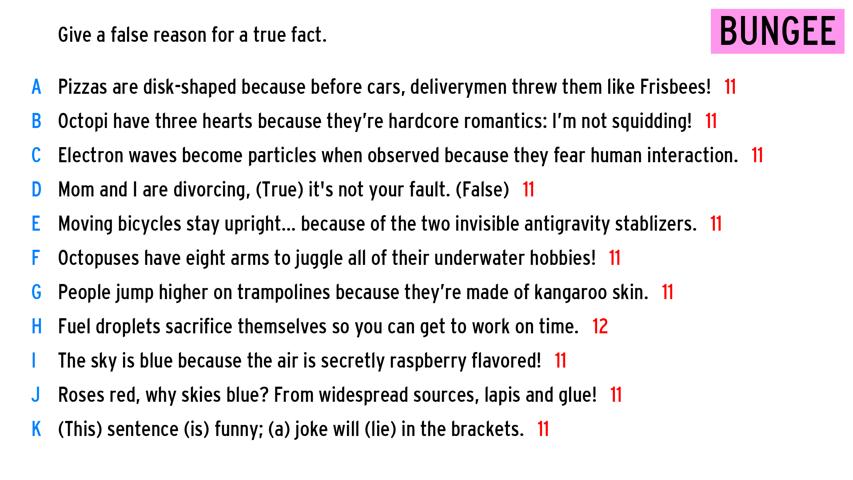 Give a false reason for a true fact.
BUNGEE
A Pizzas are disk-shaped because before cars, deliverymen threw them like Frisbees! 11
B Octopi have three hearts because they're hardcore romantics: I'm not squidding! 11
C Electron waves become particles when observed because they fear human interaction. 11
D Mom and I are divorcing, (True) it's not your fault. (False) 11
E Moving bicycles stay upright... because of the two invisible antigravity stablizers. 11
F Octopuses have eight arms to juggle all of their underwater hobbies! 11
G People jump higher on trampolines because they're made of kangaroo skin. 11
H Fuel droplets sacrifice themselves so you can get to work on time. 12
I The sky is blue because the air is secretly raspberry flavored! 11
J Roses red, why skies blue? From widespread sources, lapis and glue! 11
K (This) sentence (is) funny; (a) joke will (lie) in the brackets. 11